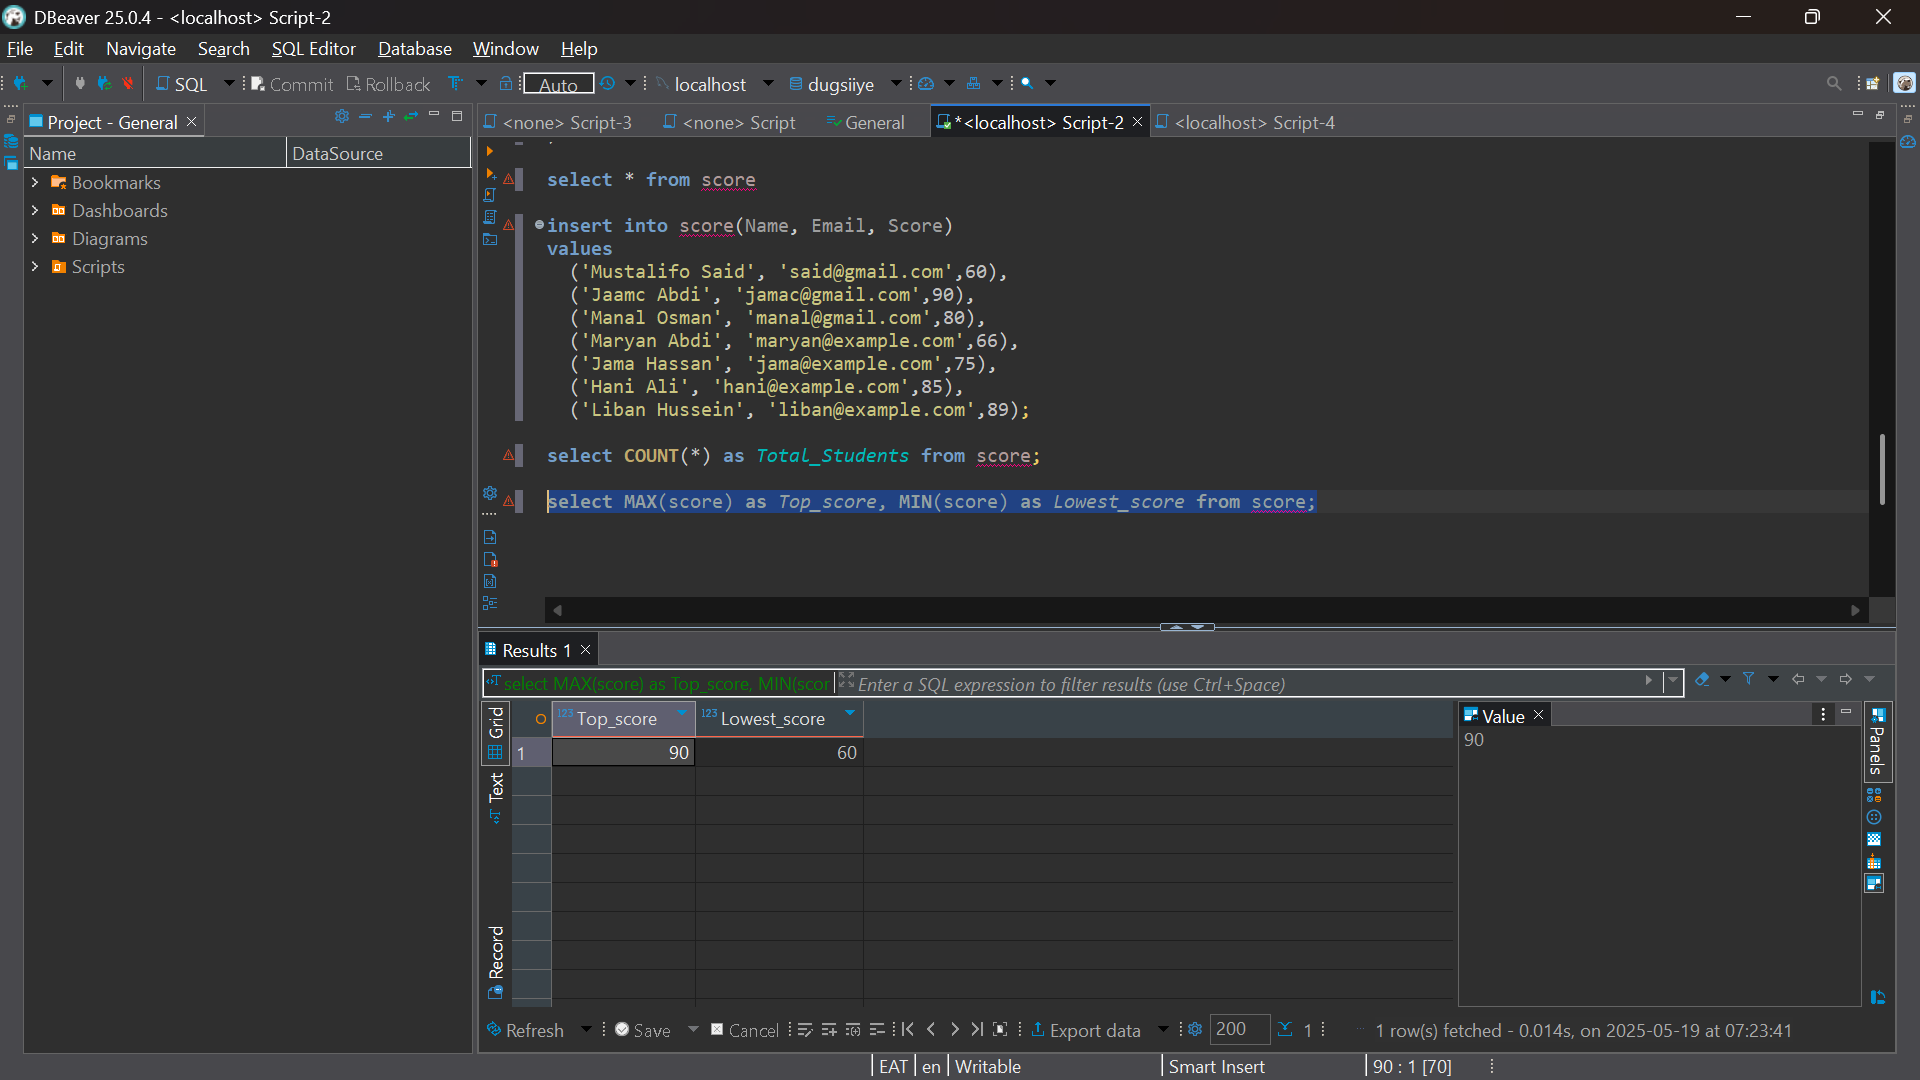 DBeaver 25.0.4 - <localhost> Script-2
File Edit Navigate Search SQL Editor Database Window Help
SQL Commit Rollback Auto localhost dugsiiye
Project - General
<none> Script-3 <none> Script General *<localhost> Script-2 <localhost> Script-4
Name DataSource
Bookmarks
Dashboards
Diagrams
Scripts
select * from score
insert into score(Name, Email, Score)
values
('Mustalifo Said', 'said@gmail.com',60),
('Jaamc Abdi', 'jamac@gmail.com',90),
('Manal Osman', 'manal@gmail.com',80),
('Maryan Abdi', 'maryan@example.com',66),
('Jama Hassan', 'jama@example.com',75),
('Hani Ali', 'hani@example.com',85),
('Liban Hussein', 'liban@example.com',89);
select COUNT(*) as Total_Students from score;
select MAX(score) as Top_score, MIN(score) as Lowest_score from score;
Results 1
select MAX(score) as Top_score, MIN(scor Enter a SQL expression to filter results (use Ctrl+Space)
Grid
Text
Record
123 Top_score 123 Lowest_score
1 90 60
Value
90
Panels
Refresh Save Cancel Export data 200 1 1 row(s) fetched - 0.014s, on 2025-05-19 at 07:23:41
EAT en Writable Smart Insert 90 : 1 [70]